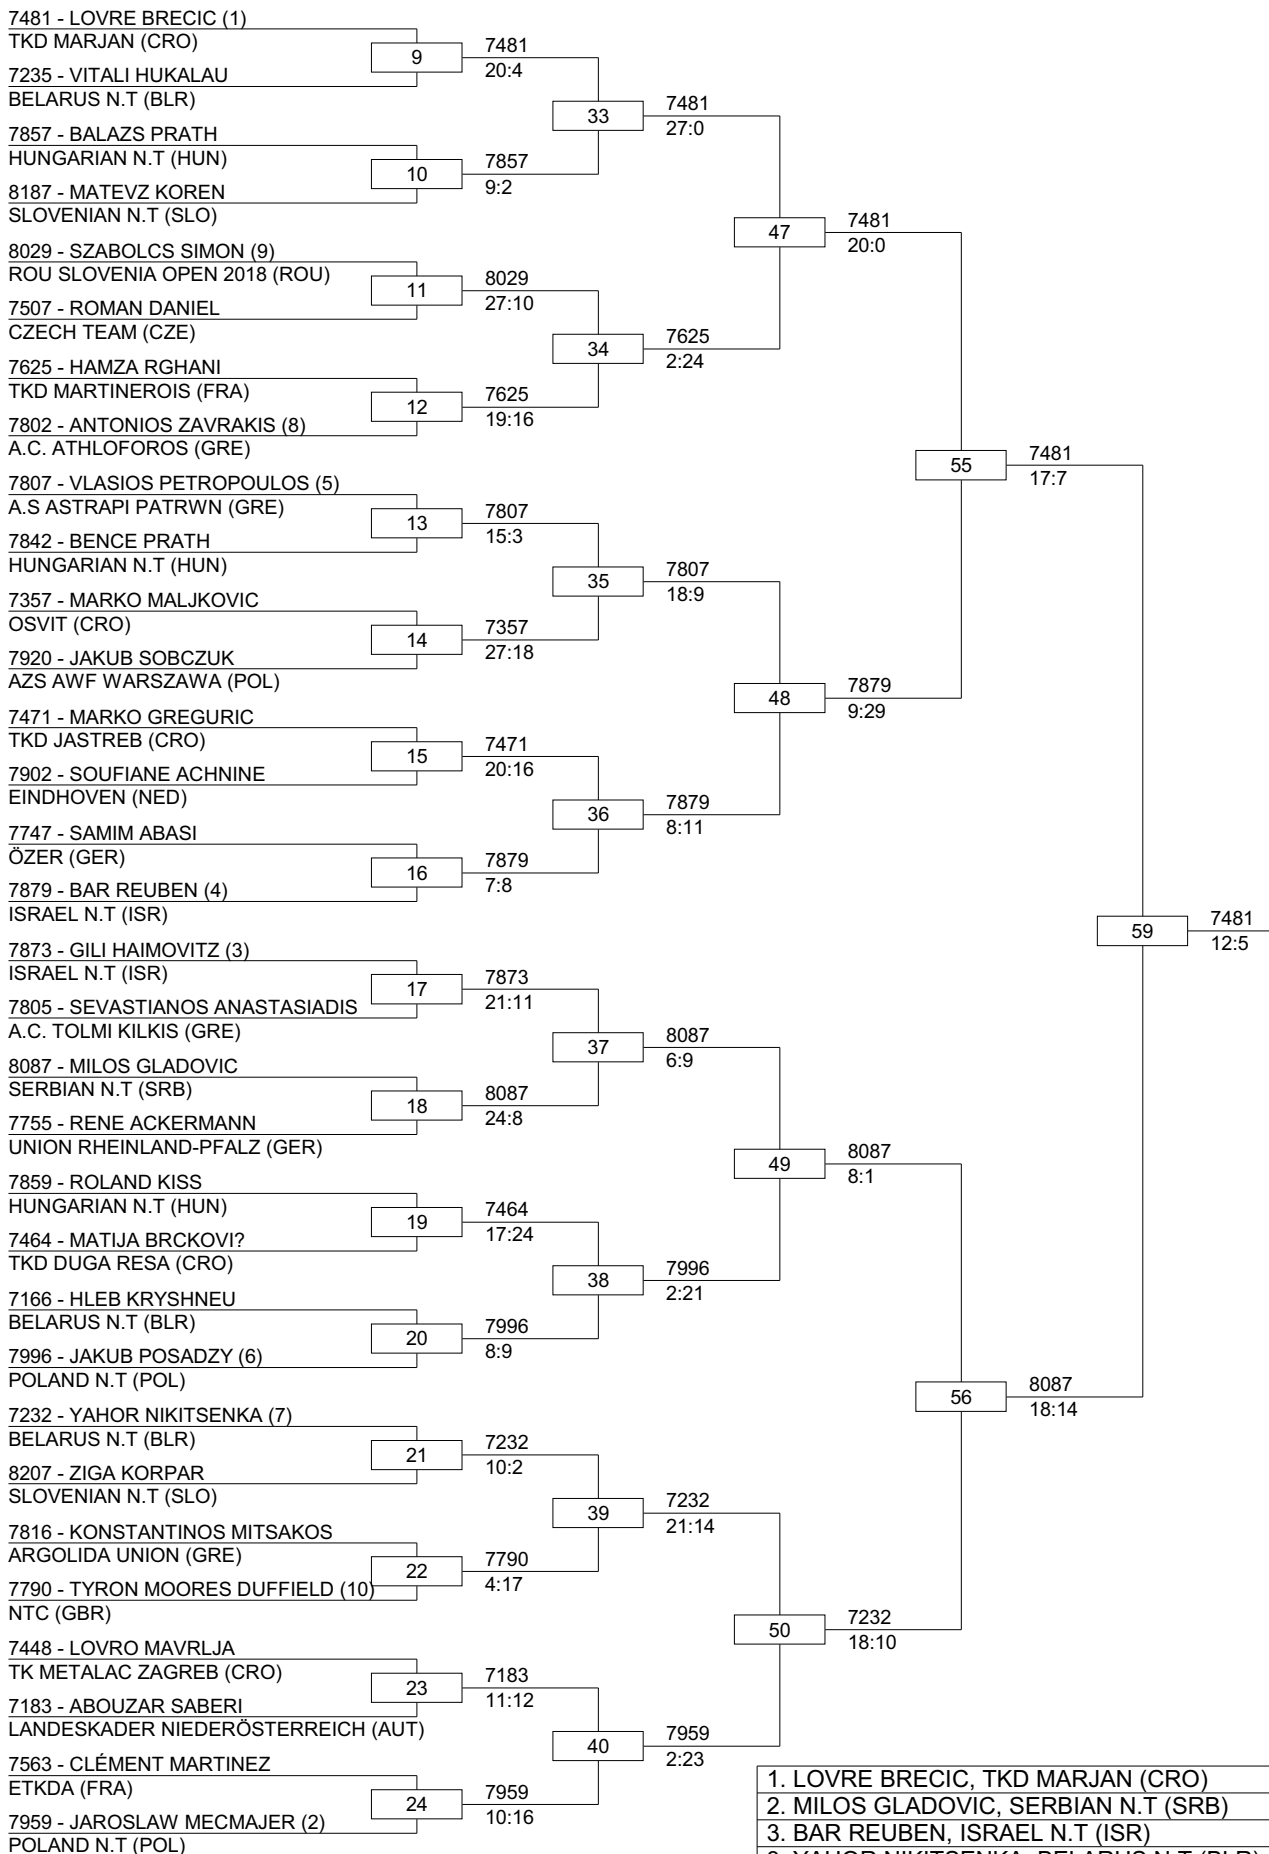 7481 - LOVRE BRECIC (1)
TKD MARJAN (CRO)
7235 - VITALI HUKALAU
BELARUS N.T (BLR)
7857 - BALAZS PRATH
HUNGARIAN N.T (HUN)
8187 - MATEVZ KOREN
SLOVENIAN N.T (SLO)
8029 - SZABOLCS SIMON (9)
ROU SLOVENIA OPEN 2018 (ROU)
7507 - ROMAN DANIEL
CZECH TEAM (CZE)
7625 - HAMZA RGHANI
TKD MARTINEROIS (FRA)
7802 - ANTONIOS ZAVRAKIS (8)
A.C. ATHLOFOROS (GRE)
7807 - VLASIOS PETROPOULOS (5)
A.S ASTRAPI PATRWN (GRE)
7842 - BENCE PRATH
HUNGARIAN N.T (HUN)
7357 - MARKO MALJKOVIC
OSVIT (CRO)
7920 - JAKUB SOBCZUK
AZS AWF WARSZAWA (POL)
7471 - MARKO GREGURIC
TKD JASTREB (CRO)
7902 - SOUFIANE ACHNINE
EINDHOVEN (NED)
7747 - SAMIM ABASI
ÖZER (GER)
7879 - BAR REUBEN (4)
ISRAEL N.T (ISR)
7873 - GILI HAIMOVITZ (3)
ISRAEL N.T (ISR)
7805 - SEVASTIANOS ANASTASIADIS
A.C. TOLMI KILKIS (GRE)
8087 - MILOS GLADOVIC
SERBIAN N.T (SRB)
7755 - RENE ACKERMANN
UNION RHEINLAND-PFALZ (GER)
7859 - ROLAND KISS
HUNGARIAN N.T (HUN)
7464 - MATIJA BRCKOVI?
TKD DUGA RESA (CRO)
7166 - HLEB KRYSHNEU
BELARUS N.T (BLR)
7996 - JAKUB POSADZY (6)
POLAND N.T (POL)
7232 - YAHOR NIKITSENKA (7)
BELARUS N.T (BLR)
8207 - ZIGA KORPAR
SLOVENIAN N.T (SLO)
7816 - KONSTANTINOS MITSAKOS
ARGOLIDA UNION (GRE)
7790 - TYRON MOORES DUFFIELD (10)
NTC (GBR)
7448 - LOVRO MAVRLJA
TK METALAC ZAGREB (CRO)
7183 - ABOUZAR SABERI
LANDESKADER NIEDERÖSTERREICH (AUT)
7563 - CLÉMENT MARTINEZ
ETKDA (FRA)
7959 - JAROSLAW MECMAJER (2)
POLAND N.T (POL)
9
7481
20:4
10
7857
9:2
11
8029
27:10
12
7625
19:16
13
7807
15:3
14
7357
27:18
15
7471
20:16
16
7879
7:8
17
7873
21:11
18
8087
24:8
19
7464
17:24
20
7996
8:9
21
7232
10:2
22
7790
4:17
23
7183
11:12
24
7959
10:16
33
7481
27:0
34
7625
2:24
35
7807
18:9
36
7879
8:11
37
8087
6:9
38
7996
2:21
39
7232
21:14
40
7959
2:23
47
7481
20:0
48
7879
9:29
49
8087
8:1
50
7232
18:10
55
7481
17:7
56
8087
18:14
59
7481
12:5
1. LOVRE BRECIC, TKD MARJAN (CRO)
2. MILOS GLADOVIC, SERBIAN N.T (SRB)
3. BAR REUBEN, ISRAEL N.T (ISR)
3. YAHOR NIKITSENKA, BELARUS N.T (BLR)